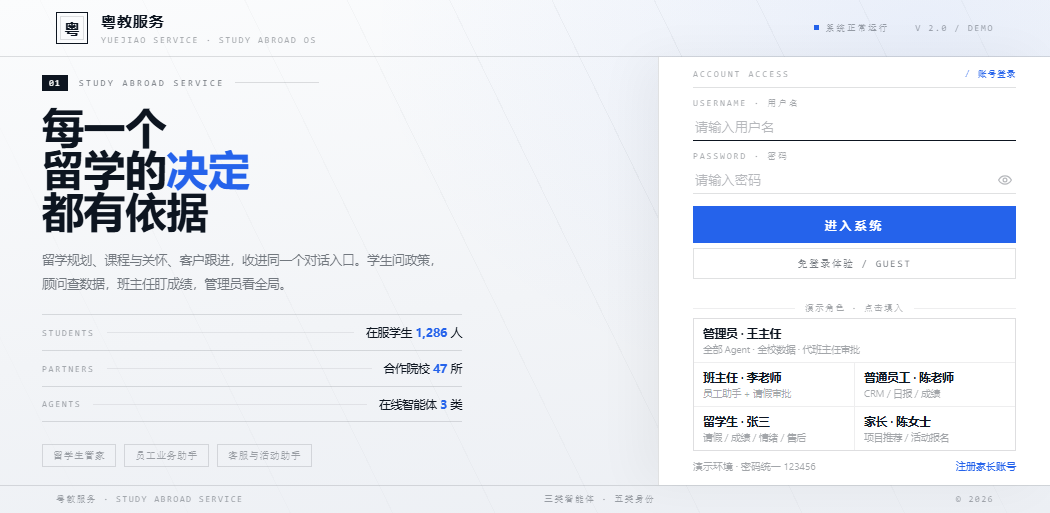 粤
粤教服务
YUEJIAO SERVICE · STUDY ABROAD OS
系统正常运行
V 2.0 / DEMO
01 STUDY ABROAD SERVICE
每一个
留学的决定
都有依据
留学规划、课程与关怀、客户跟进，收进同一个对话入口。学生问政策，
顾问查数据，班主任盯成绩，管理员看全局。
STUDENTS 在服学生 1,286 人
PARTNERS 合作院校 47 所
AGENTS 在线智能体 3 类
留学生管家 员工业务助手 客服与活动助手
ACCOUNT ACCESS / 账号登录
USERNAME · 用户名
请输入用户名
PASSWORD · 密码
请输入密码
进入系统
免登录体验 / GUEST
演示角色 · 点击填入
管理员 · 王主任
全部 Agent · 全校数据 · 代班主任审批
班主任 · 李老师
员工助手 + 请假审批
普通员工 · 陈老师
CRM / 日报 / 成绩
留学生 · 张三
请假 / 成绩 / 情绪 / 售后
家长 · 陈女士
项目推荐 / 活动报名
演示环境 · 密码统一 123456
注册家长账号
粤教服务 · STUDY ABROAD SERVICE
三类智能体 · 五类身份
© 2026